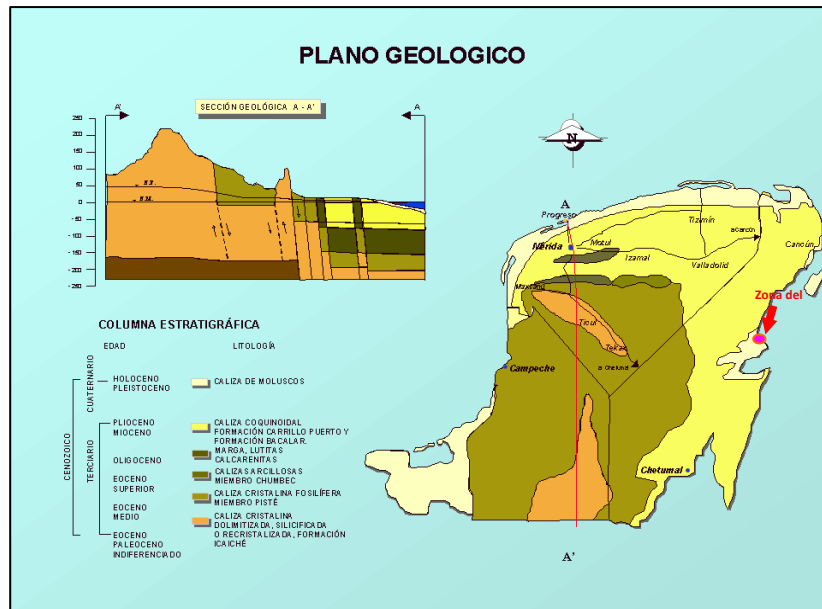 PLANO GEOLOGICO
SECCIÓN GEOLÓGICA A - A'
A'
A
250
200
150
100
50
0
- 50
- 100
- 150
- 200
- 250
N
A
Progreso
Mérida
Motul
Tizimín
a Cancún
Cancún
Izamal
Valladolid
Maxcanú
Ticul
Tekax
a Chetumal
Campeche
Chetumal
Zona del
A'
COLUMNA ESTRATIGRÁFICA
EDAD
LITOLOGÍA
CENOZOICO
CUATERNARIO
TERCIARIO
HOLOCENO
PLEISTOCENO
CALIZA DE MOLUSCOS
PLIOCENO
MIOCENO
CALIZA COQUINOIDAL
FORMACIÓN CARRILLO PUERTO Y
FORMACIÓN BACALAR.
OLIGOCENO
MARGA, LUTITAS
CALCARENITAS
EOCENO
SUPERIOR
CALIZAS ARCILLOSAS
MIEMBRO CHUMBEC
EOCENO
MEDIO
CALIZA CRISTALINA FOSILÍFERA
MIEMBRO PISTÉ
EOCENO
PALEOCENO
INDIFERENCIADO
CALIZA CRISTALINA
DOLMITIZADA, SILICIFICADA
O RECRISTALIZADA, FORMACIÓN
ICAICHÉ